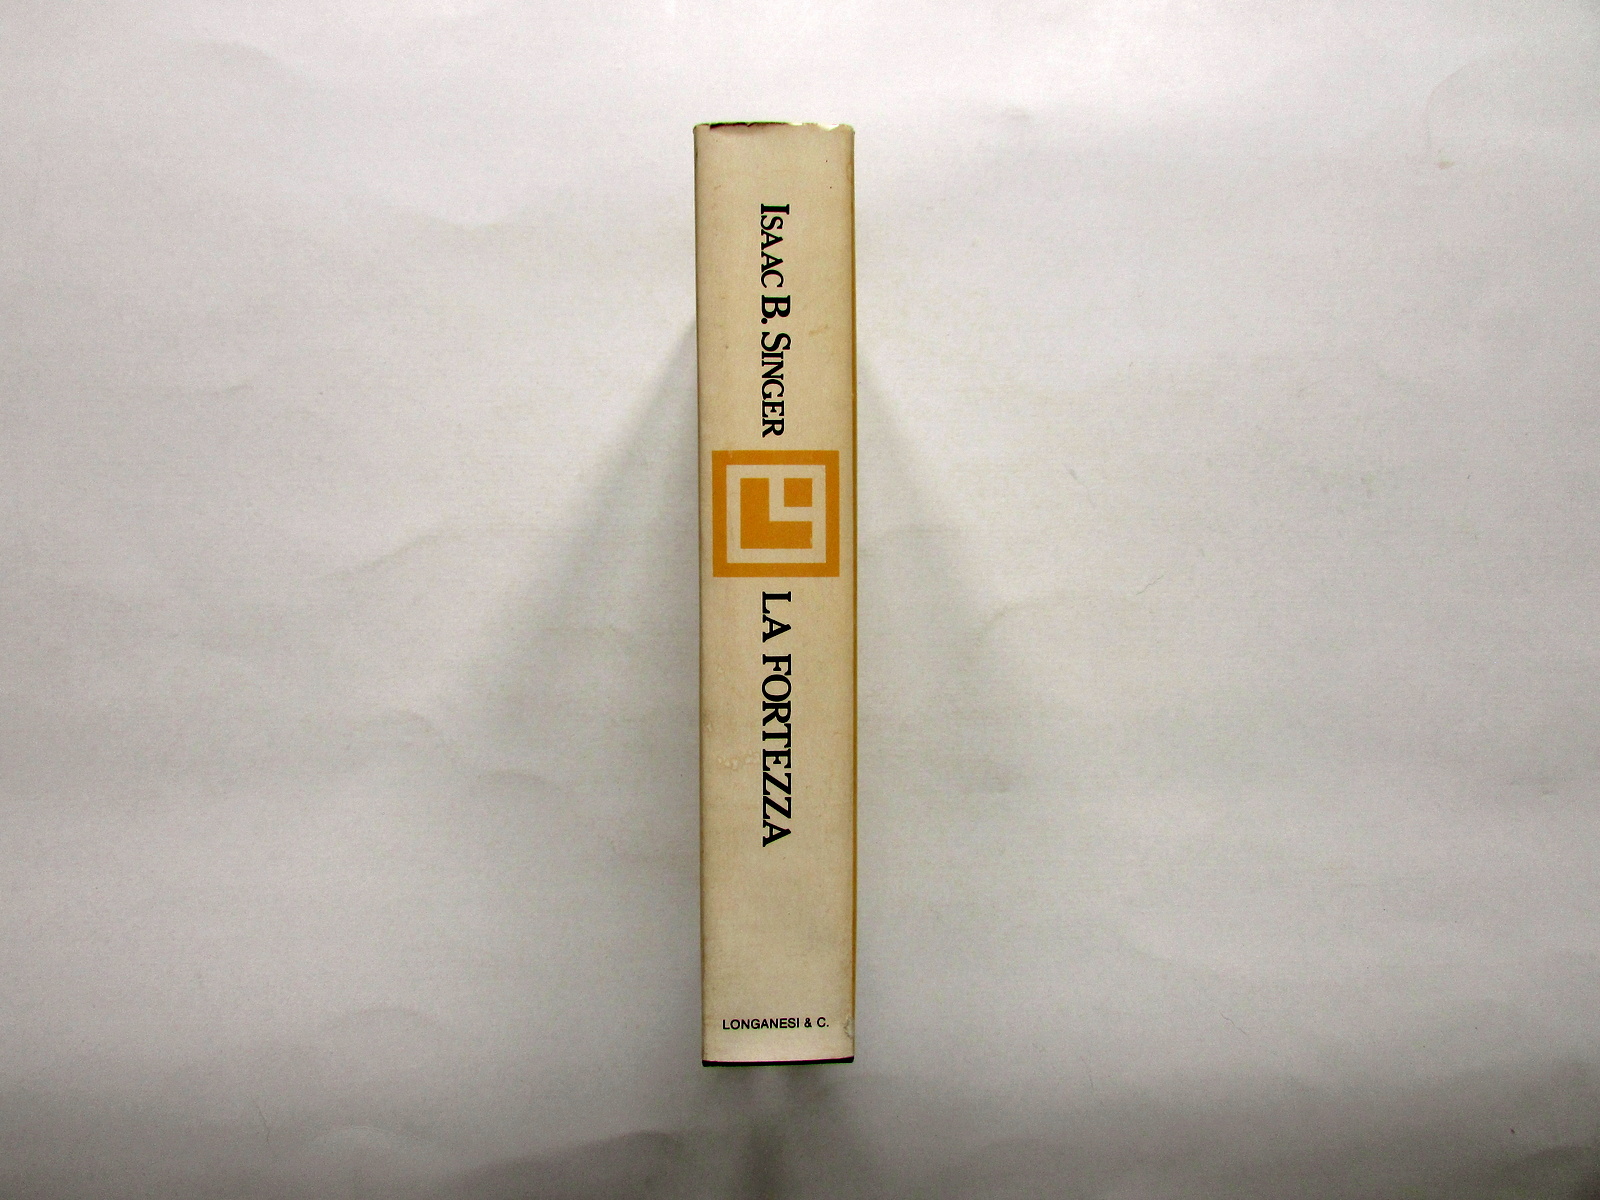 ISAAC B. SINGER
LA FORTEZZA
LONGANESI & C.